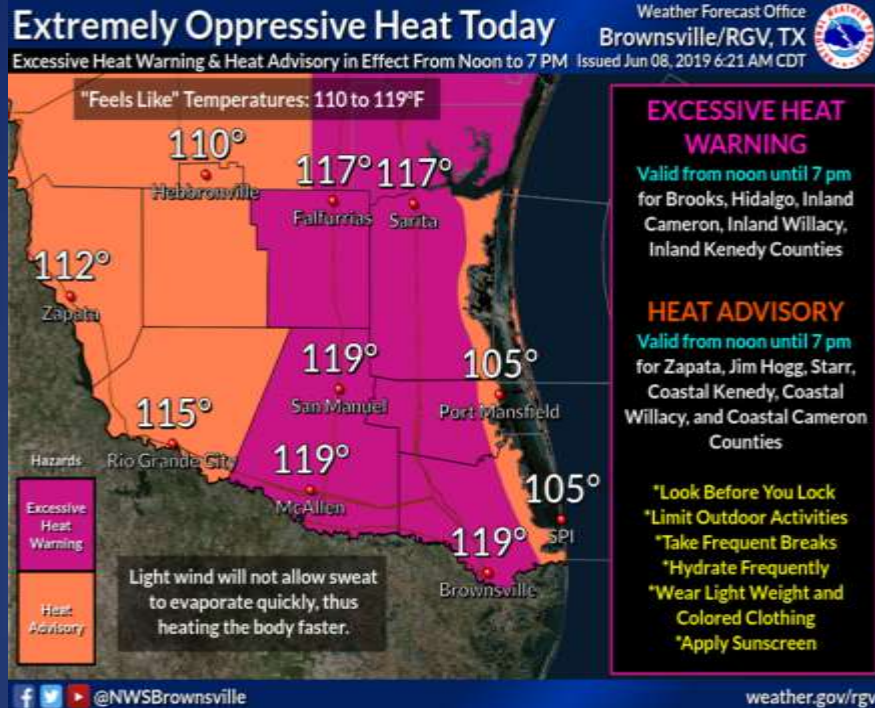 Extremely Oppressive Heat Today
Weather Forecast Office
Brownsville/RGV, TX
Excessive Heat Warning & Heat Advisory in Effect From Noon to 7 PM
Issued Jun 08, 2019 6:21 AM CDT
"Feels Like" Temperatures: 110 to 119°F
110°
Hebbronville
117°
Falfurrias
117°
Sarita
112°
Zapata
119°
San Manuel
105°
Port Mansfield
115°
Rio Grande City
119°
McAllen
105°
SPI
119°
Brownsville
Hazards
Excessive
Heat
Warning
Heat
Advisory
Light wind will not allow sweat
to evaporate quickly, thus
heating the body faster.
EXCESSIVE HEAT
WARNING
Valid from noon until 7 pm
for Brooks, Hidalgo, Inland
Cameron, Inland Willacy,
Inland Kenedy Counties
HEAT ADVISORY
Valid from noon until 7 pm
for Zapata, Jim Hogg, Starr,
Coastal Kenedy, Coastal
Willacy, and Coastal Cameron
Counties
*Look Before You Lock
*Limit Outdoor Activities
*Take Frequent Breaks
*Hydrate Frequently
*Wear Light Weight and
Colored Clothing
*Apply Sunscreen
@NWSBrownsville
weather.gov/rgv